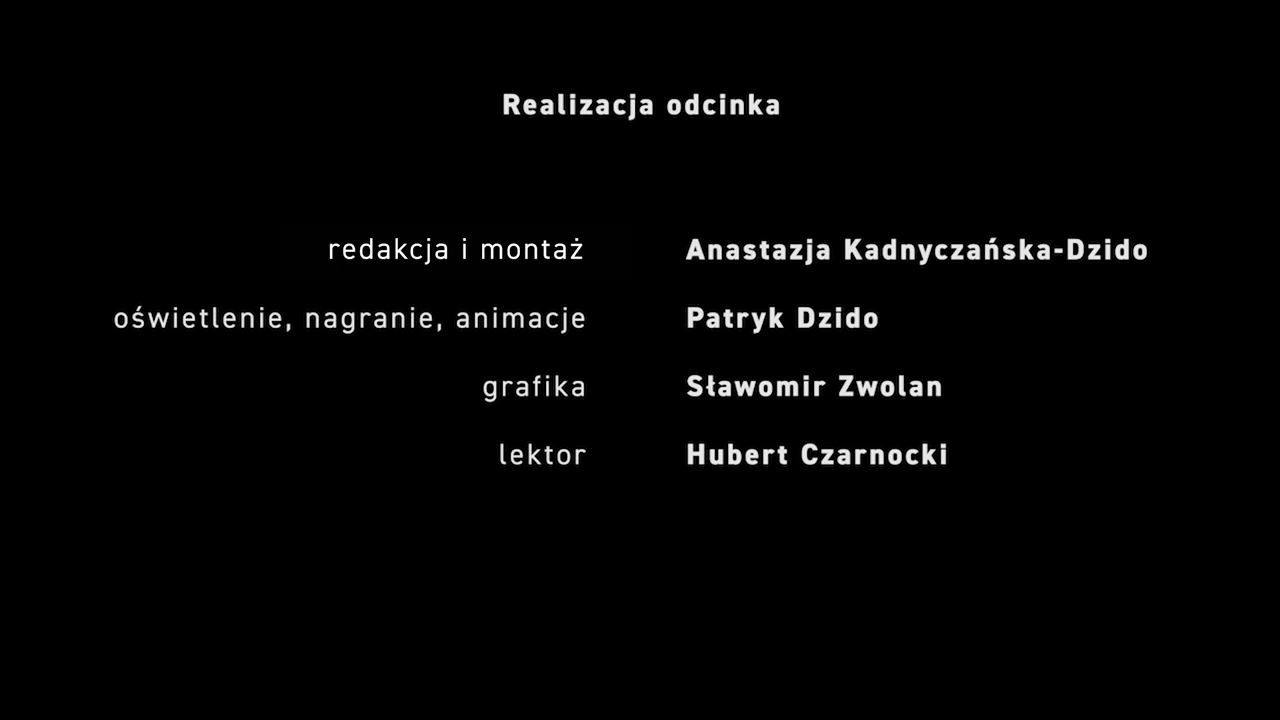 Realizacja odcinka
redakcja i montaż Anastazja Kadnyczańska-Dzido
oświetlenie, nagranie, animacje Patryk Dzido
grafika Sławomir Zwolan
lektor Hubert Czarnocki